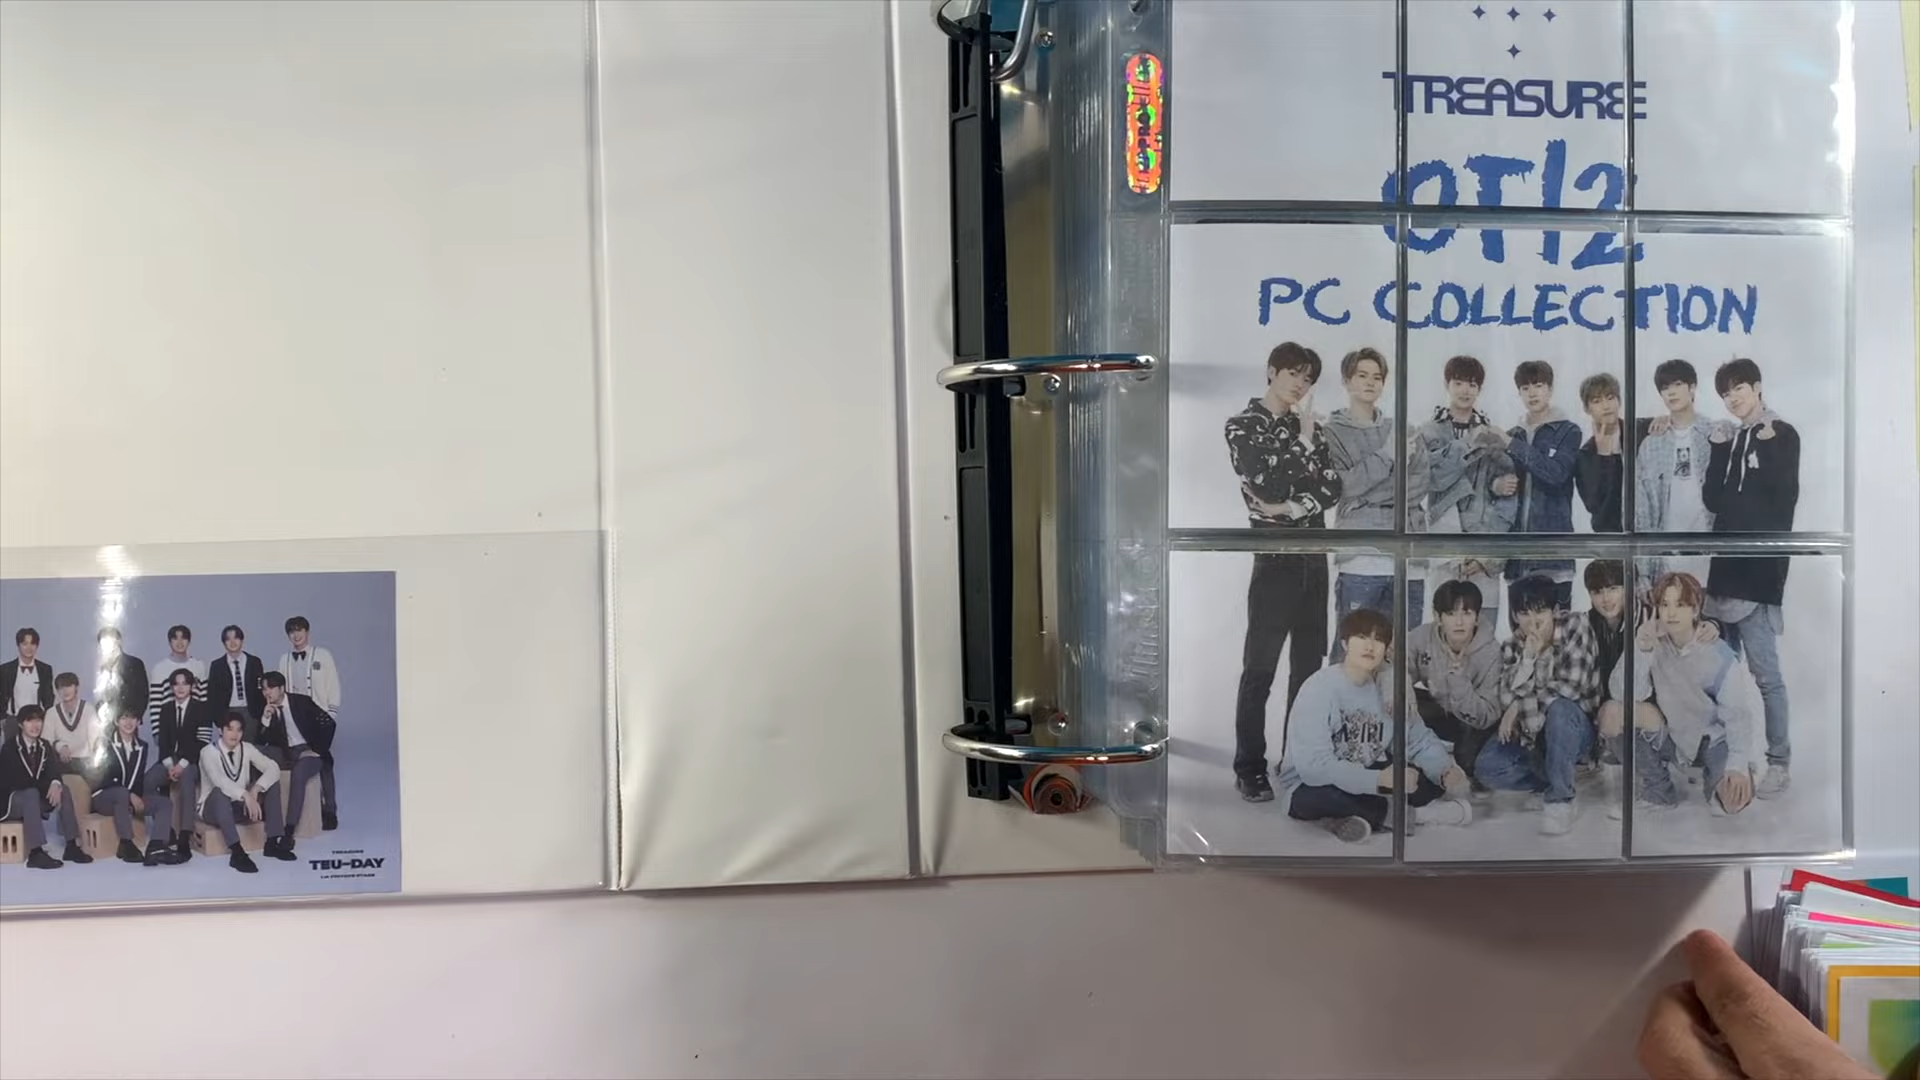 TREASURE
OT12
PC COLLECTION
TREASURE
TEU-DAY